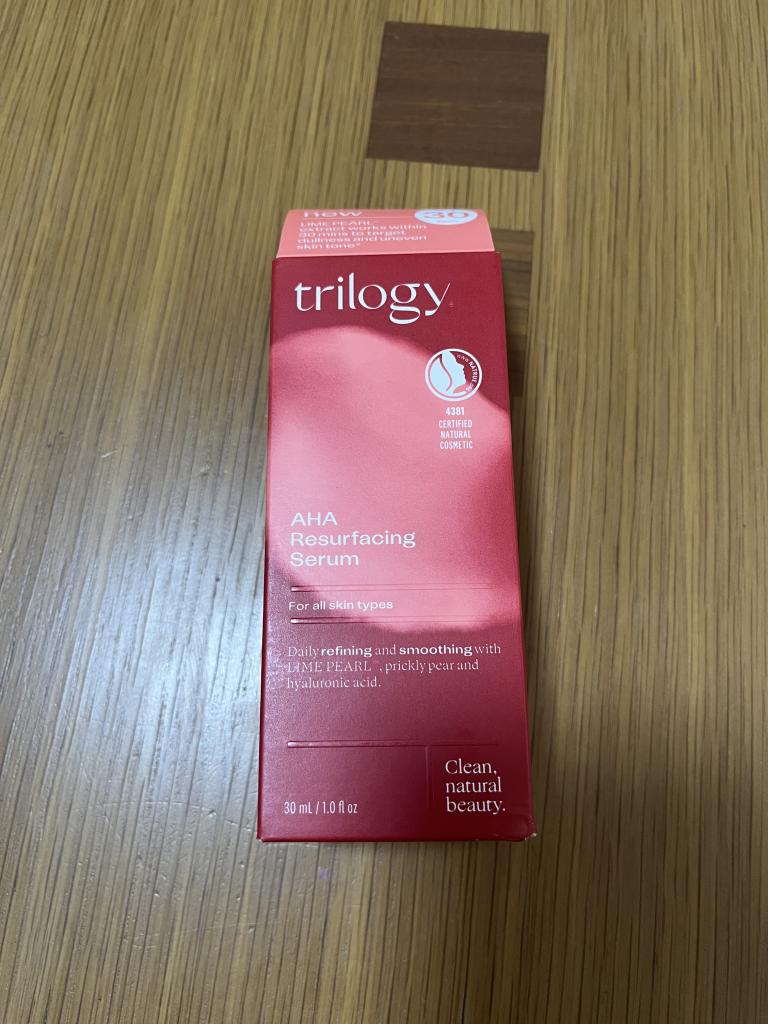 new
30
LIME PEARL™
extract works within
30 mins to target
dullness and uneven
skin tone*
trilogy
NATRUE
4381
CERTIFIED
NATURAL
COSMETIC
AHA
Resurfacing
Serum
For all skin types
Daily refining and smoothing with
LIME PEARL™, prickly pear and
hyaluronic acid.
Clean,
natural
beauty.
30 mL / 1.0 fl oz